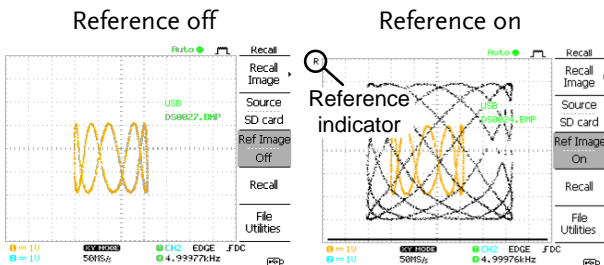 Reference off
Auto
Recall
Recall
Image
USB
DS0027.BMP
Source
SD card
Ref Image
Off
Recall
File
Utilities
1 = 1V
2 = 1V
XY MODE
50MS/s
CH2 EDGE DC
4.99977kHz
Reference on
R
Reference
indicator
Auto
Recall
Recall
Image
USB
DS0024.BMP
Source
SD card
Ref Image
On
Recall
File
Utilities
1 = 1V
2 = 1V
XY MODE
50MS/s
CH2 EDGE DC
4.99976kHz